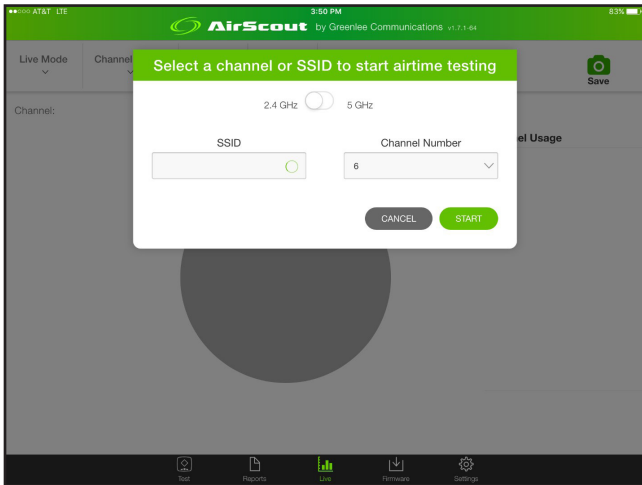 AT&T LTE
3:50 PM
83%
AirScout by Greenlee Communications v1.7.1-64
Live Mode
Channel
Save
Select a channel or SSID to start airtime testing
2.4 GHz
5 GHz
Channel:
SSID
Channel Number
6
el Usage
CANCEL
START
Test
Reports
Live
Firmware
Settings